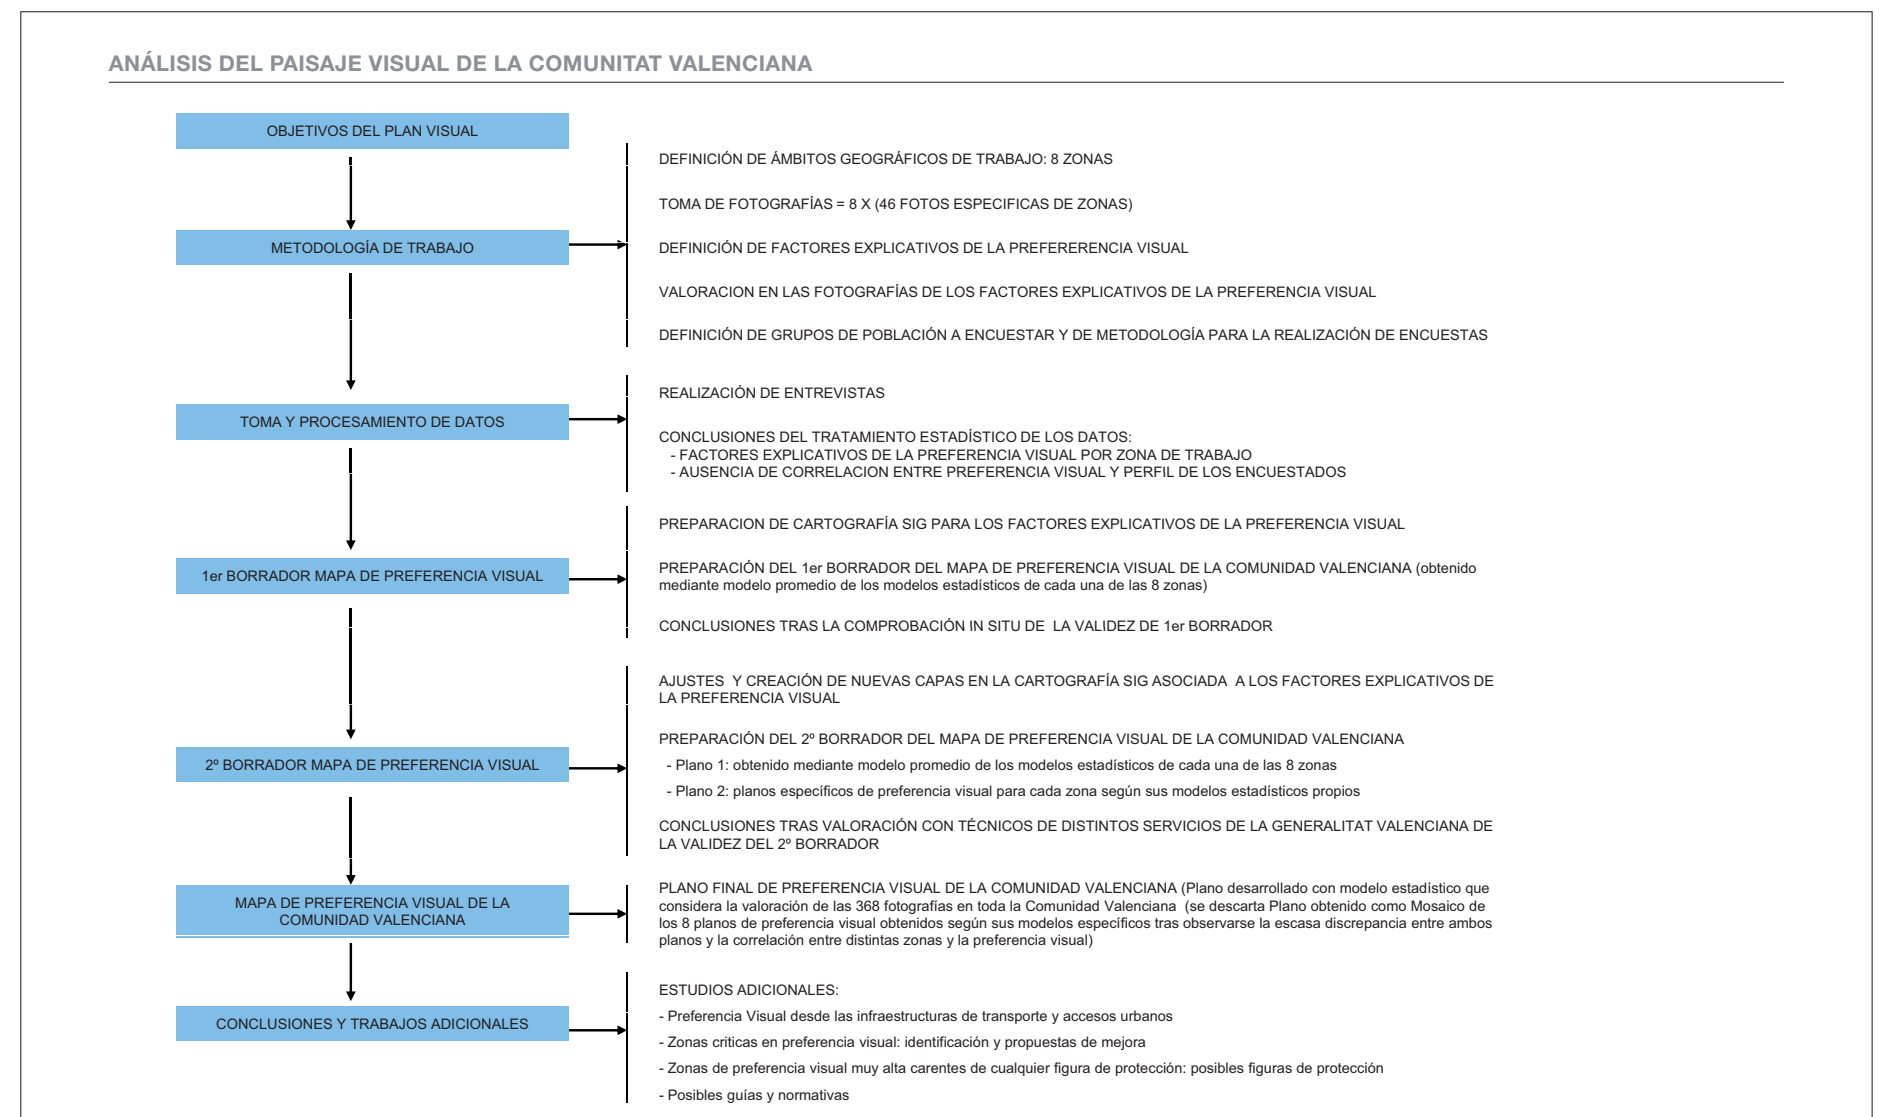 ANÁLISIS DEL PAISAJE VISUAL DE LA COMUNITAT VALENCIANA
OBJETIVOS DEL PLAN VISUAL
METODOLOGÍA DE TRABAJO
DEFINICIÓN DE ÁMBITOS GEOGRÁFICOS DE TRABAJO: 8 ZONAS
TOMA DE FOTOGRAFÍAS = 8 X (46 FOTOS ESPECIFICAS DE ZONAS)
DEFINICIÓN DE FACTORES EXPLICATIVOS DE LA PREFERERENCIA VISUAL
VALORACION EN LAS FOTOGRAFÍAS DE LOS FACTORES EXPLICATIVOS DE LA PREFERENCIA VISUAL
DEFINICIÓN DE GRUPOS DE POBLACIÓN A ENCUESTAR Y DE METODOLOGÍA PARA LA REALIZACIÓN DE ENCUESTAS
TOMA Y PROCESAMIENTO DE DATOS
REALIZACIÓN DE ENTREVISTAS
CONCLUSIONES DEL TRATAMIENTO ESTADÍSTICO DE LOS DATOS:
- FACTORES EXPLICATIVOS DE LA PREFERENCIA VISUAL POR ZONA DE TRABAJO
- AUSENCIA DE CORRELACION ENTRE PREFERENCIA VISUAL Y PERFIL DE LOS ENCUESTADOS
1er BORRADOR MAPA DE PREFERENCIA VISUAL
PREPARACION DE CARTOGRAFÍA SIG PARA LOS FACTORES EXPLICATIVOS DE LA PREFERENCIA VISUAL
PREPARACIÓN DEL 1er BORRADOR DEL MAPA DE PREFERENCIA VISUAL DE LA COMUNIDAD VALENCIANA (obtenido
mediante modelo promedio de los modelos estadísticos de cada una de las 8 zonas)
CONCLUSIONES TRAS LA COMPROBACIÓN IN SITU DE LA VALIDEZ DE 1er BORRADOR
2º BORRADOR MAPA DE PREFERENCIA VISUAL
AJUSTES Y CREACIÓN DE NUEVAS CAPAS EN LA CARTOGRAFÍA SIG ASOCIADA A LOS FACTORES EXPLICATIVOS DE
LA PREFERENCIA VISUAL
PREPARACIÓN DEL 2º BORRADOR DEL MAPA DE PREFERENCIA VISUAL DE LA COMUNIDAD VALENCIANA
- Plano 1: obtenido mediante modelo promedio de los modelos estadísticos de cada una de las 8 zonas
- Plano 2: planos específicos de preferencia visual para cada zona según sus modelos estadísticos propios
CONCLUSIONES TRAS VALORACIÓN CON TÉCNICOS DE DISTINTOS SERVICIOS DE LA GENERALITAT VALENCIANA DE
LA VALIDEZ DEL 2º BORRADOR
MAPA DE PREFERENCIA VISUAL DE LA
COMUNIDAD VALENCIANA
PLANO FINAL DE PREFERENCIA VISUAL DE LA COMUNIDAD VALENCIANA (Plano desarrollado con modelo estadístico que
considera la valoración de las 368 fotografías en toda la Comunidad Valenciana (se descarta Plano obtenido como Mosaico de
los 8 planos de preferencia visual obtenidos según sus modelos específicos tras observarse la escasa discrepancia entre ambos
planos y la correlación entre distintas zonas y la preferencia visual)
CONCLUSIONES Y TRABAJOS ADICIONALES
ESTUDIOS ADICIONALES:
- Preferencia Visual desde las infraestructuras de transporte y accesos urbanos
- Zonas criticas en preferencia visual: identificación y propuestas de mejora
- Zonas de preferencia visual muy alta carentes de cualquier figura de protección: posibles figuras de protección
- Posibles guías y normativas